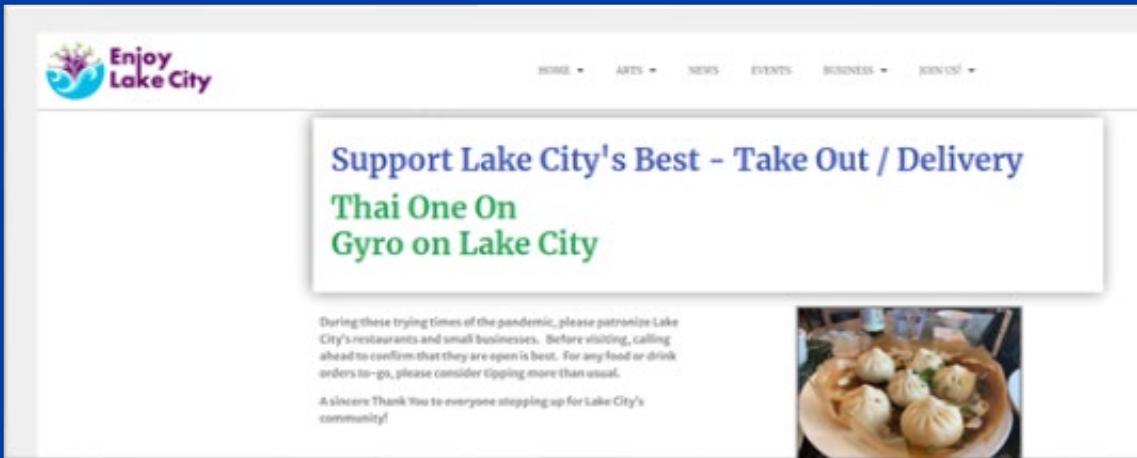 Enjoy
Lake City
HOME
ARTS
NEWS
EVENTS
BUSINESS
JOIN US!
Support Lake City's Best - Take Out / Delivery
Thai One On
Gyro on Lake City
During these trying times of the pandemic, please patronize Lake
City's restaurants and small businesses. Before visiting, calling
ahead to confirm that they are open is best. For any food or drink
orders to-go, please consider tipping more than usual.
A sincere Thank You to everyone stepping up for Lake City's
community!